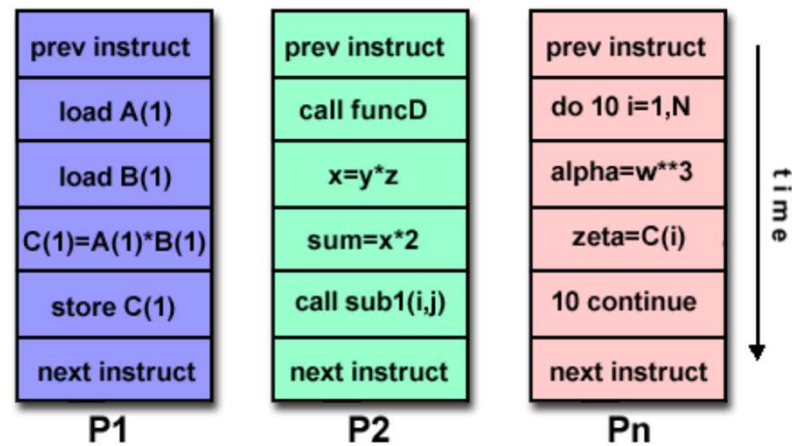 prev instruct
load A(1)
load B(1)
C(1)=A(1)*B(1)
store C(1)
next instruct
P1
prev instruct
call funcD
x=y*z
sum=x*2
call sub1(i,j)
next instruct
P2
prev instruct
do 10 i=1,N
alpha=w**3
zeta=C(i)
10 continue
next instruct
Pn
time